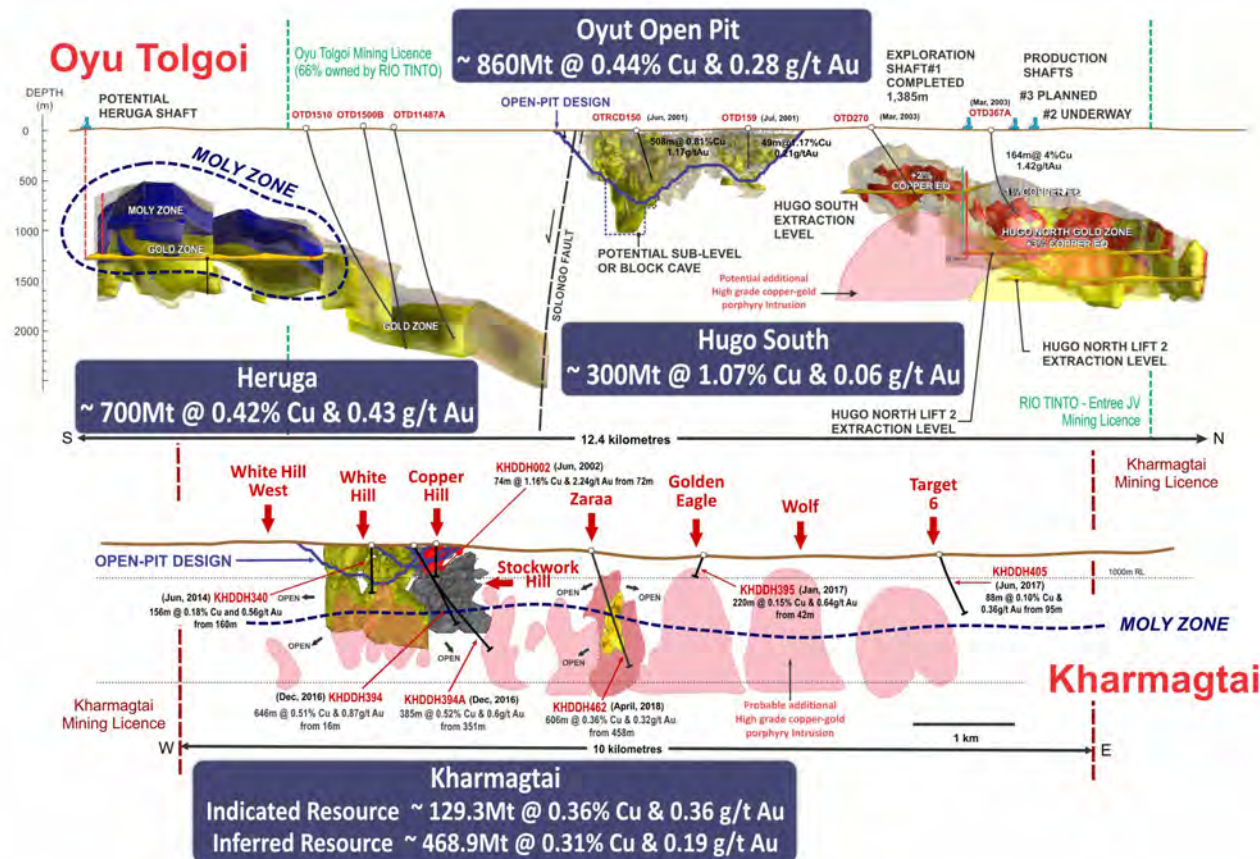 Oyu Tolgoi
Oyu Tolgoi Mining Licence
(66% owned by RIO TINTO)
Oyut Open Pit
~ 860Mt @ 0.44% Cu & 0.28 g/t Au
EXPLORATION
SHAFT#1
COMPLETED
1,385m
PRODUCTION
SHAFTS
#3 PLANNED
#2 UNDERWAY
DEPTH
(m)
0
500
1000
1500
2000
POTENTIAL
HERUGA SHAFT
OTD1510
OTD1500B
OTD11487A
OPEN-PIT DESIGN
OTRCD150 (Jun, 2001)
508m@ 0.81%Cu
1.17g/tAu
OTD159 (Jul, 2001)
49m@1.17%Cu
0.21g/tAu
OTD270 (Mar, 2003)
(Mar, 2003)
OTD367A
164m@ 4%Cu
1.42g/tAu
MOLY ZONE
MOLY ZONE
GOLD ZONE
GOLD ZONE
SOLONGO FAULT
POTENTIAL SUB-LEVEL
OR BLOCK CAVE
HUGO SOUTH
EXTRACTION
LEVEL
COPPER EQ
COPPER EQ
HUGO NORTH GOLD ZONE
+3% COPPER EQ
Potential additional
High grade copper-gold
porphyry Intrusion
Heruga
~ 700Mt @ 0.42% Cu & 0.43 g/t Au
Hugo South
~ 300Mt @ 1.07% Cu & 0.06 g/t Au
HUGO NORTH LIFT 2
EXTRACTION LEVEL
HUGO NORTH LIFT 2
EXTRACTION LEVEL
RIO TINTO - Entree JV
Mining Licence
S
12.4 kilometres
N
White Hill
West
White
Hill
Copper
Hill
KHDDH002 (Jun, 2002)
74m @ 1.16% Cu & 2.24g/t Au from 72m
Zaraa
Golden
Eagle
Wolf
Target
6
Kharmagtai
Mining Licence
OPEN-PIT DESIGN
Stockwork
Hill
1000m RL
OPEN
OPEN
OPEN
OPEN
OPEN
OPEN
(Jun, 2014) KHDDH340
156m @ 0.18% Cu and 0.56g/t Au
from 160m
KHDDH395 (Jan, 2017)
220m @ 0.15% Cu & 0.64g/t Au
from 42m
KHDDH405
(Jun, 2017)
88m @ 0.10% Cu &
0.36g/t Au from 95m
MOLY ZONE
Kharmagtai
Kharmagtai
Mining Licence
(Dec, 2016) KHDDH394
646m @ 0.51% Cu & 0.87g/t Au
from 16m
KHDDH394A (Dec, 2016)
385m @ 0.52% Cu & 0.6g/t Au
from 351m
KHDDH462 (April, 2018)
606m @ 0.36% Cu & 0.32g/t Au
from 458m
Probable additional
High grade copper-gold
porphyry Intrusion
1 km
W
10 kilometres
E
Kharmagtai
Indicated Resource ~ 129.3Mt @ 0.36% Cu & 0.36 g/t Au
Inferred Resource ~ 468.9Mt @ 0.31% Cu & 0.19 g/t Au